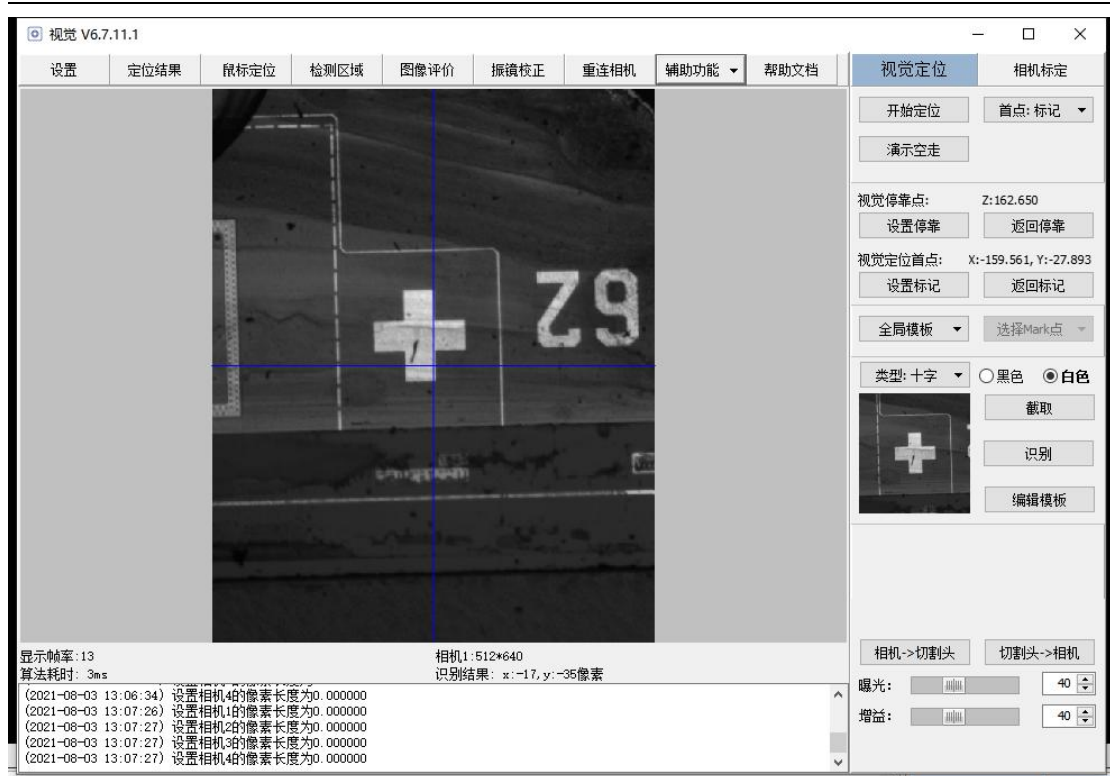 视觉 V6.7.11.1
设置 定位结果 鼠标定位 检测区域 图像评价 振镜校正 重连相机 辅助功能 帮助文档 视觉定位 相机标定
开始定位 首点:标记
演示空走
视觉停靠点: Z:162.650
设置停靠 返回停靠
视觉定位首点: X:-159.561, Y:-27.893
设置标记 返回标记
全局模板 选择Mark点
类型:十字 黑色 白色
截取
识别
编辑模板
Z9
相机->切割头 切割头->相机
曝光: 40
增益: 40
显示帧率:13 相机1:512*640
算法耗时: 3ms 识别结果: x:-17,y:-35像素
(2021-08-03 13:06:34) 设置相机4的像素长度为0.000000
(2021-08-03 13:07:26) 设置相机1的像素长度为0.000000
(2021-08-03 13:07:27) 设置相机2的像素长度为0.000000
(2021-08-03 13:07:27) 设置相机3的像素长度为0.000000
(2021-08-03 13:07:27) 设置相机4的像素长度为0.000000